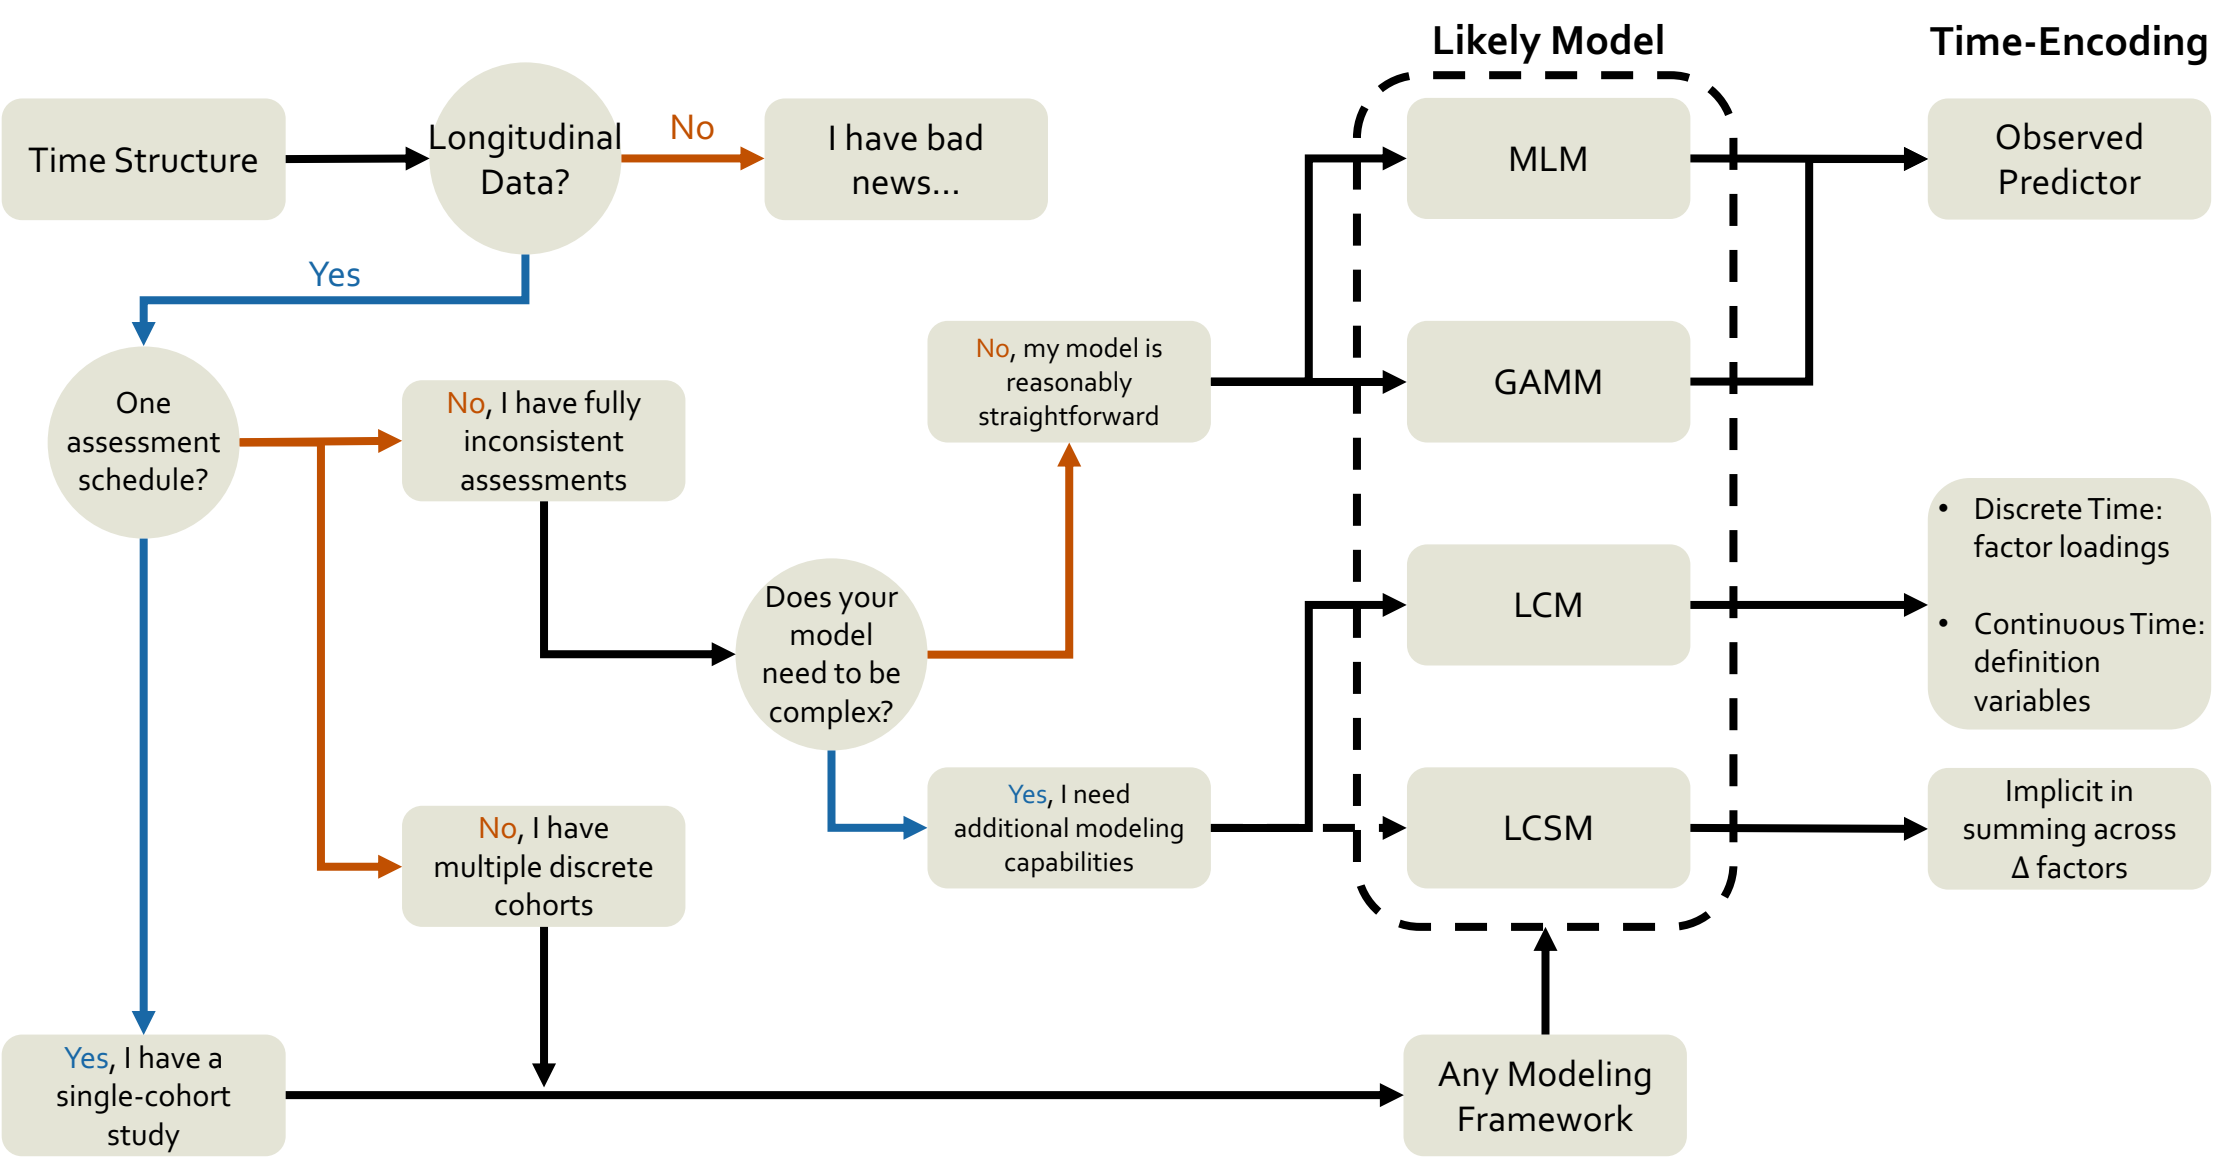 Likely Model
Time-Encoding
Time Structure
Longitudinal
Data?
No
I have bad
news...
MLM
Observed
Predictor
Yes
One
assessment
schedule?
No, I have fully
inconsistent
assessments
No, my model is
reasonably
straightforward
GAMM
Does your
model
need to be
complex?
LCM
• Discrete Time:
factor loadings
• Continuous Time:
definition
variables
No, I have
multiple discrete
cohorts
Yes, I need
additional modeling
capabilities
LCSM
Implicit in
summing across
Δ factors
Yes, I have a
single-cohort
study
Any Modeling
Framework